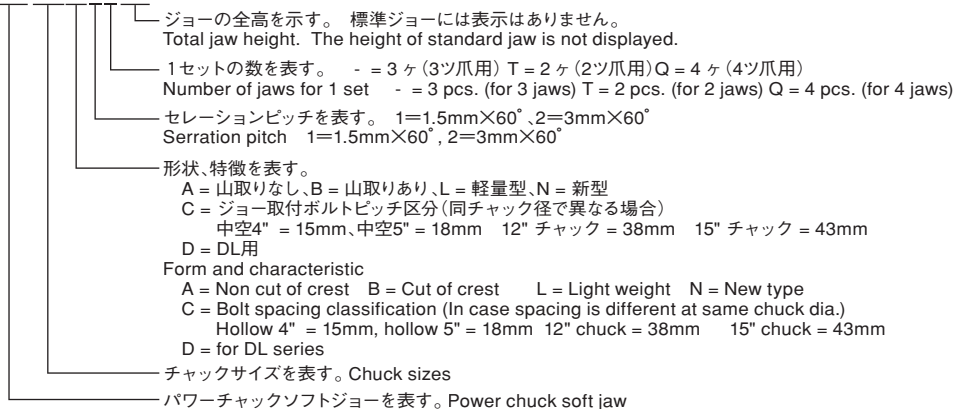 ジョーの全高を示す。 標準ジョーには表示はありません。
Total jaw height. The height of standard jaw is not displayed.
1セットの数を表す。 - = 3 ヶ（3ツ爪用） T = 2 ヶ（2ツ爪用）Q = 4 ヶ（4ツ爪用）
Number of jaws for 1 set - = 3 pcs. (for 3 jaws) T = 2 pcs. (for 2 jaws) Q = 4 pcs. (for 4 jaws)
セレーションピッチを表す。 1＝1.5mm×60°、2＝3mm×60°
Serration pitch 1＝1.5mm×60°, 2＝3mm×60°
形状、特徴を表す。
A = 山取りなし、B = 山取りあり、L = 軽量型、N = 新型
C = ジョー取付ボルトピッチ区分（同チャック径で異なる場合）
中空4" = 15mm、中空5" = 18mm 12" チャック = 38mm 15" チャック = 43mm
D = DL用
Form and characteristic
A = Non cut of crest B = Cut of crest L = Light weight N = New type
C = Bolt spacing classification (In case spacing is different at same chuck dia.)
Hollow 4" = 15mm, hollow 5" = 18mm 12" chuck = 38mm 15" chuck = 43mm
D = for DL series
チャックサイズを表す。Chuck sizes
パワーチャックソフトジョーを表す。Power chuck soft jaw